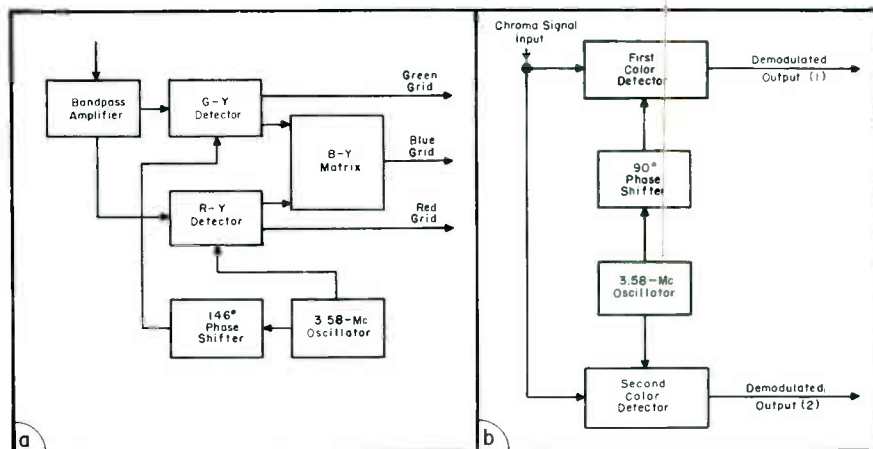 Bandpass
Amplifier
G-Y
Detector
Green
Grid
B-Y
Matrix
Blue
Grid
R-Y
Detector
Red
Grid
146°
Phase
Shifter
3.58-Mc
Oscillator
a
Chroma Signal
Input
First
Color
Detector
Demodulated
Output (1)
90°
Phase
Shifter
3.58-Mc
Oscillator
Second
Color
Detector
Demodulated
Output (2)
b